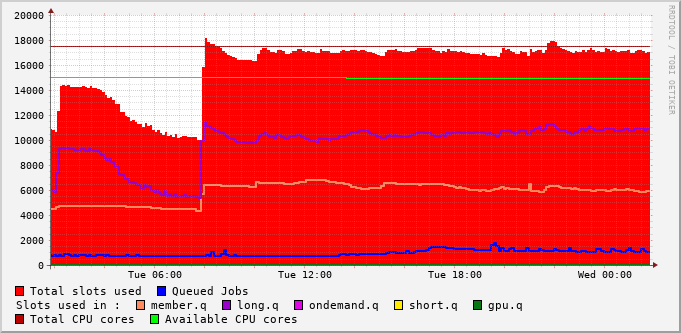 20000
18000
16000
14000
12000
10000
8000
6000
4000
2000
0
Tue 06:00 Tue 12:00 Tue 18:00 Wed 00:00
RRDTOOL / TOBI OETIKER
Total slots used Queued Jobs
Slots used in : member.q long.q ondemand.q short.q gpu.q
Total CPU cores Available CPU cores